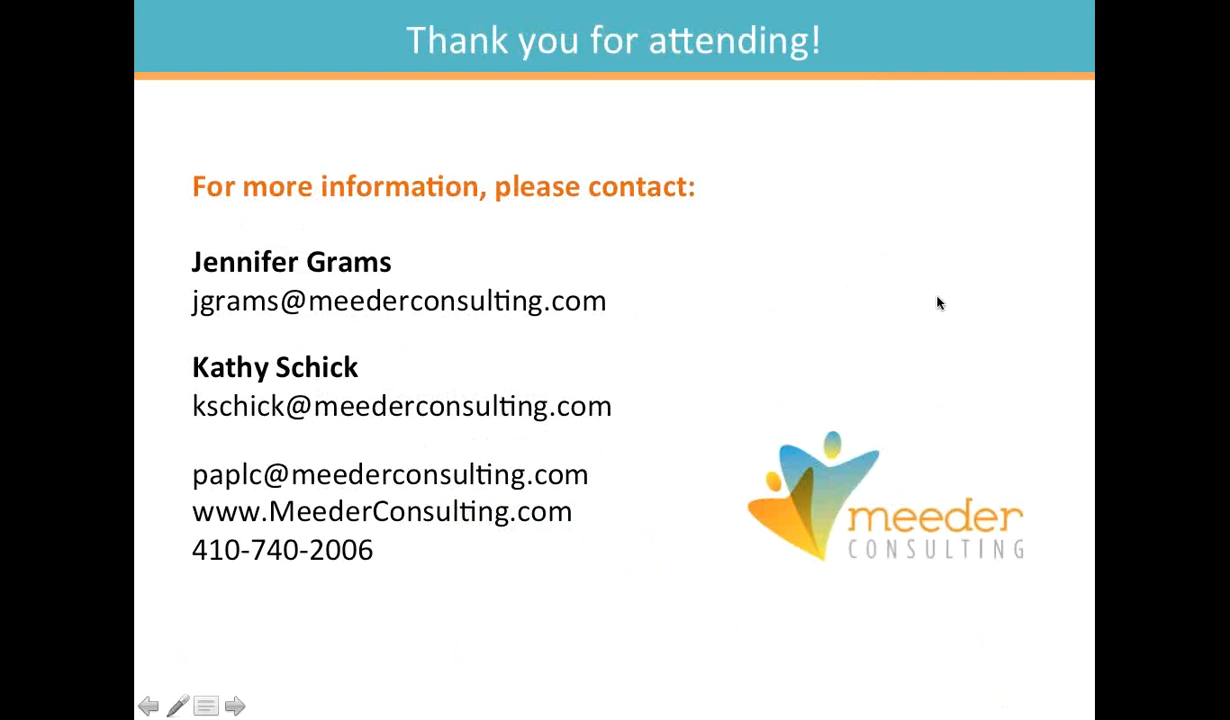 Thank you for attending!
For more information, please contact:
Jennifer Grams
jgrams@meederconsulting.com
Kathy Schick
kschick@meederconsulting.com
paplc@meederconsulting.com
www.MeederConsulting.com
410-740-2006
meeder
CONSULTING